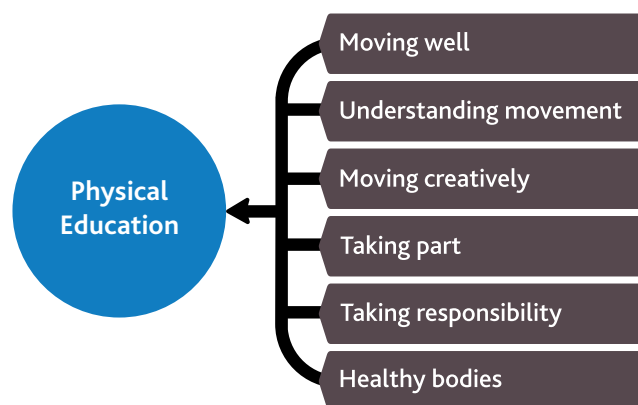 Physical
Education
Moving well
Understanding movement
Moving creatively
Taking part
Taking responsibility
Healthy bodies